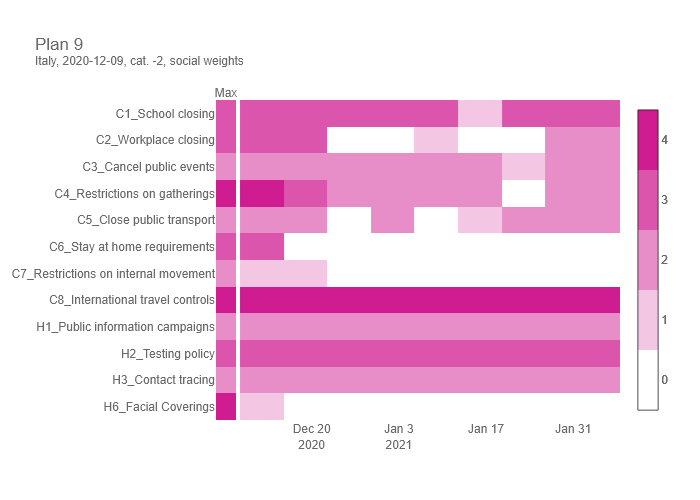 Plan 9
Italy, 2020-12-09, cat. -2, social weights
Max
C1_School closing
C2_Workplace closing
C3_Cancel public events
C4_Restrictions on gatherings
C5_Close public transport
C6_Stay at home requirements
C7_Restrictions on internal movement
C8_International travel controls
H1_Public information campaigns
H2_Testing policy
H3_Contact tracing
H6_Facial Coverings
Dec 20 Jan 3 Jan 17 Jan 31
2020 2021
4
3
2
1
0